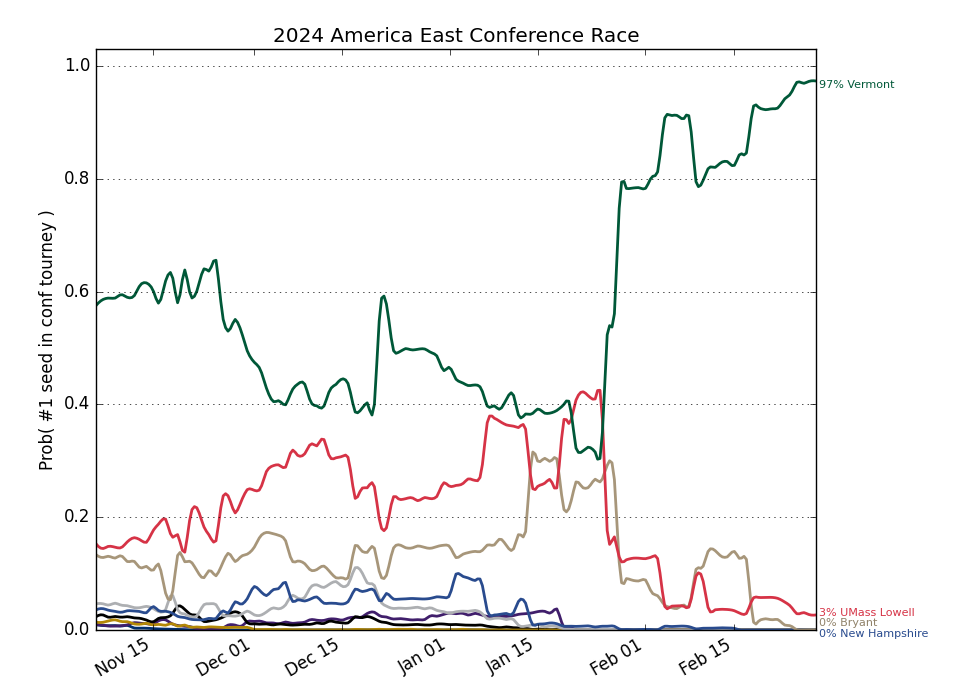 2024 America East Conference Race
Prob( #1 seed in conf tourney )
1.0
0.8
0.6
0.4
0.2
0.0
Nov 15
Dec 01
Dec 15
Jan 01
Jan 15
Feb 01
Feb 15
97% Vermont
3% UMass Lowell
0% Bryant
0% New Hampshire